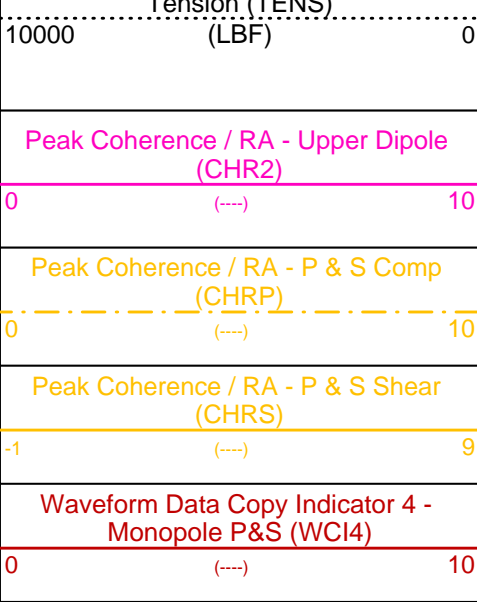 Tension (TENS)
10000 (LBF) 0
Peak Coherence / RA - Upper Dipole
(CHR2)
0 (----) 10
Peak Coherence / RA - P & S Comp
(CHRP)
0 (----) 10
Peak Coherence / RA - P & S Shear
(CHRS)
-1 (----) 9
Waveform Data Copy Indicator 4 -
Monopole P&S (WCI4)
0 (----) 10